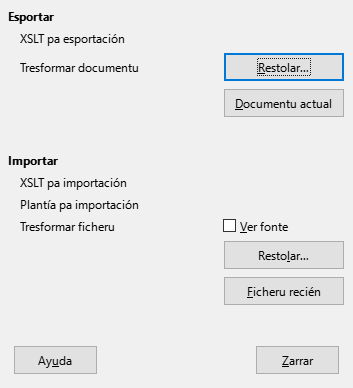 Esportar
XSLT pa esportación
Tresformar documentu
Restolar...
Documentu actual
Importar
XSLT pa importación
Plantía pa importación
Tresformar ficheru
Ver fonte
Restolar...
Ficheru recién
Ayuda
Zarrar